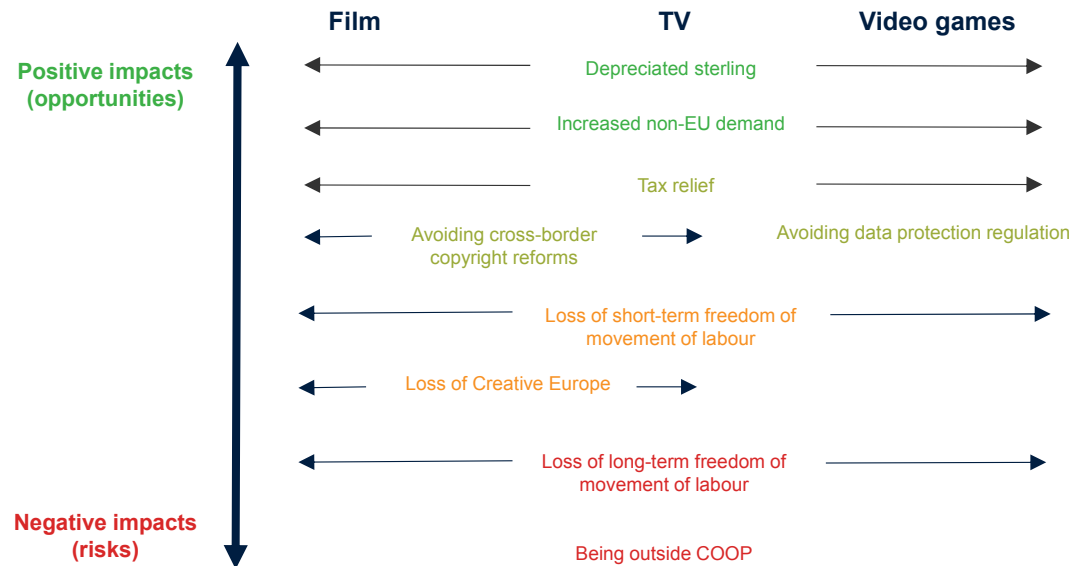 Film TV Video games
Positive impacts
(opportunities)
Depreciated sterling
Increased non-EU demand
Tax relief
Avoiding cross-border
copyright reforms
Avoiding data protection regulation
Loss of short-term freedom of
movement of labour
Loss of Creative Europe
Loss of long-term freedom of
movement of labour
Negative impacts
(risks)
Being outside COOP